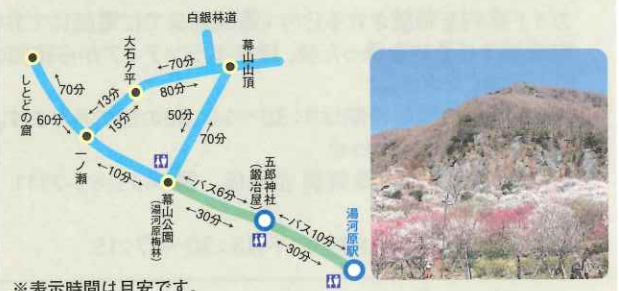 白銀林道
大石ケ平
幕山山頂
しとどの窟
←70分
80分→
←13分
15分→
←70分
60分→
50分→
←70分
一ノ瀬
←10分→
幕山公園
(湯河原梅林)
←バス6分→
←30分→
五郎神社
(鍛冶屋)
←バス10分→
←30分→
湯河原駅
※表示時間は目安です。